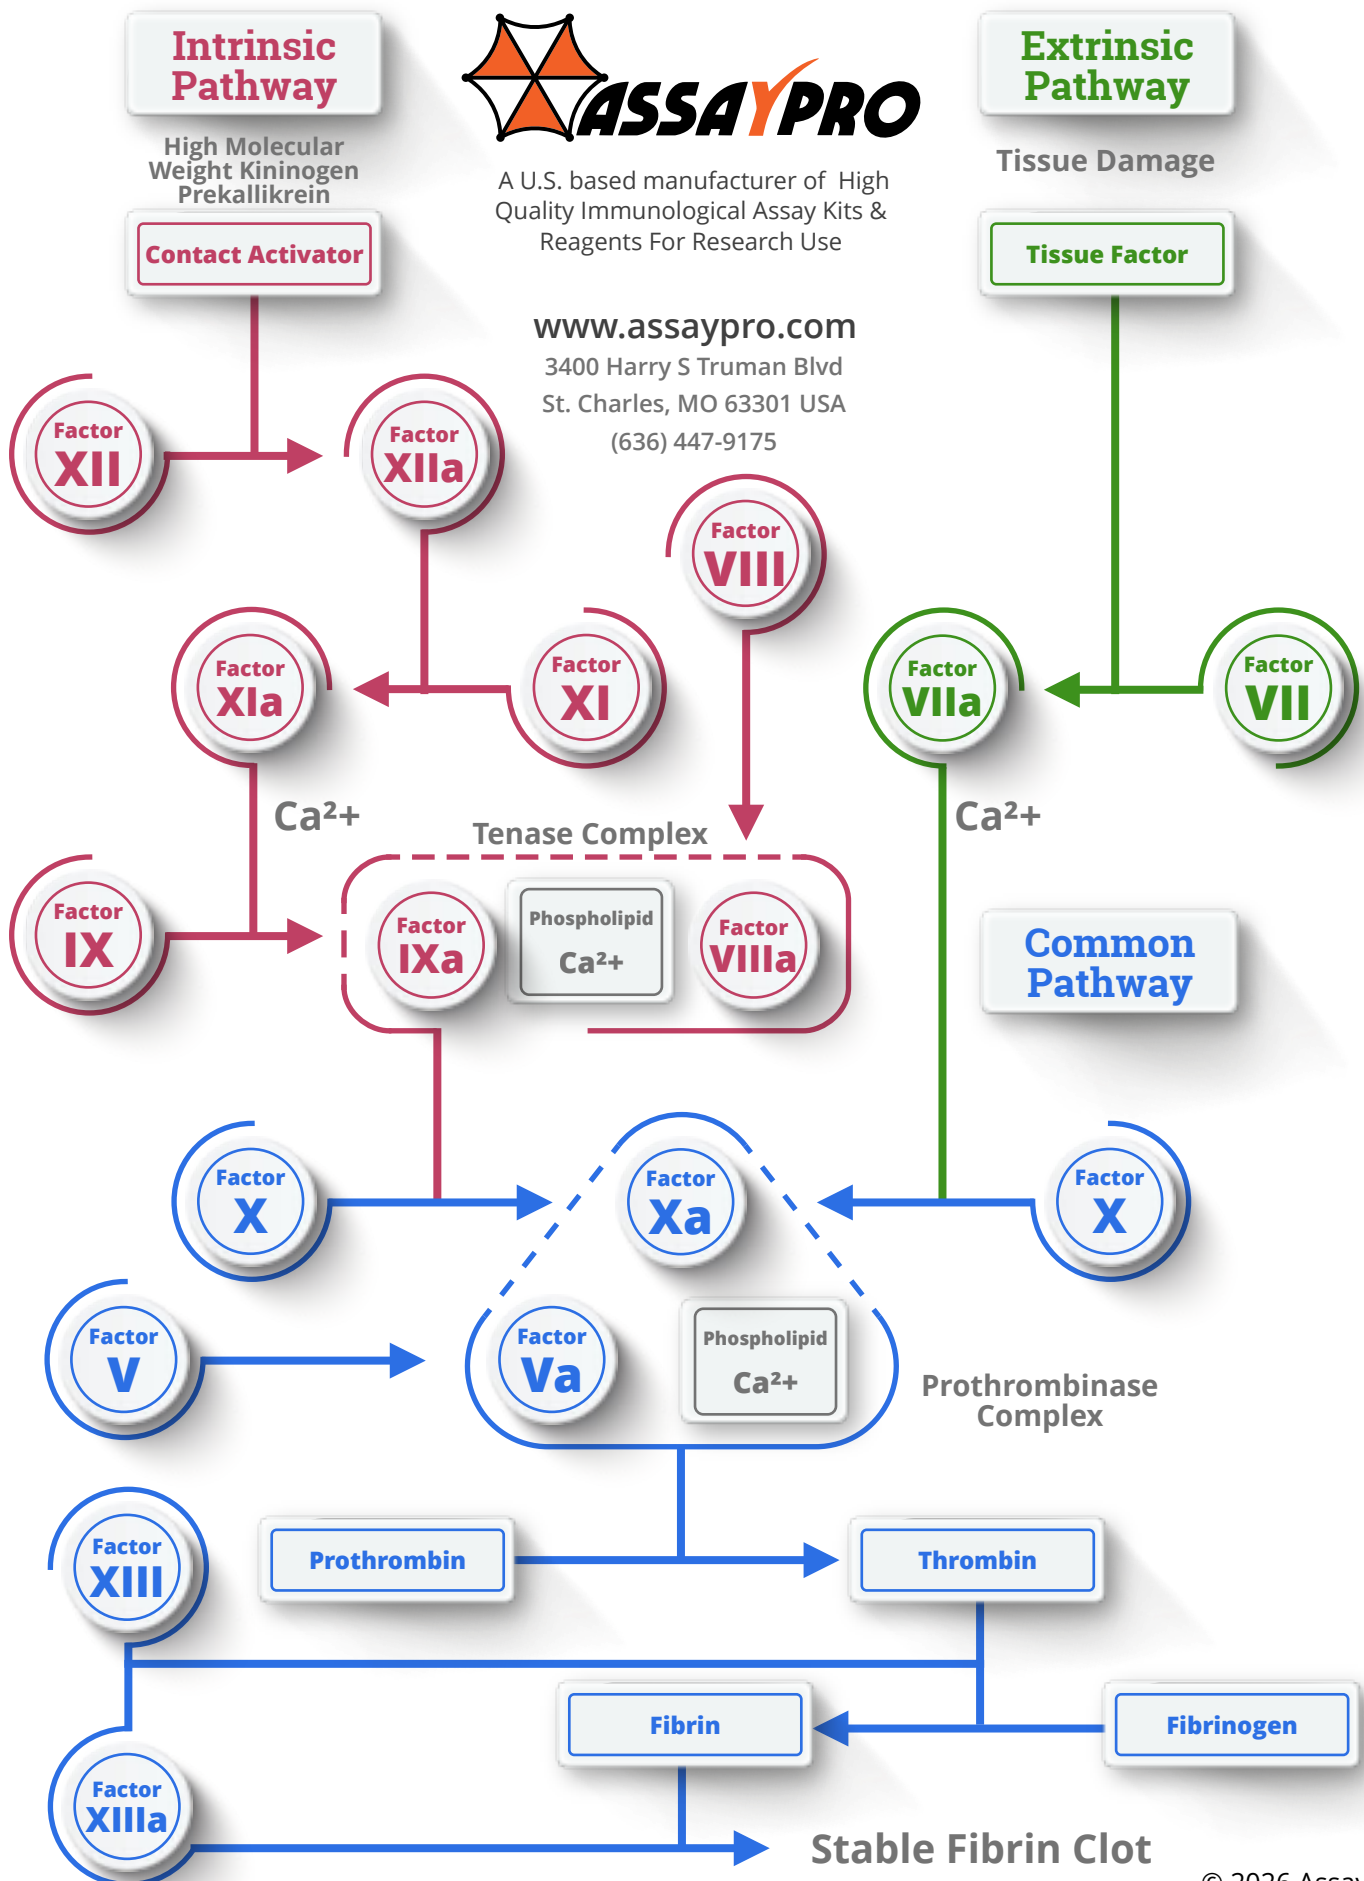 Intrinsic
Pathway
High Molecular
Weight Kininogen
Prekallikrein
Contact Activator
ASSAYPRO
A U.S. based manufacturer of High
Quality Immunological Assay Kits &
Reagents For Research Use
www.assaypro.com
3400 Harry S Truman Blvd
St. Charles, MO 63301 USA
(636) 447-9175
Extrinsic
Pathway
Tissue Damage
Tissue Factor
Factor
XII
Factor
XIIa
Factor
VIII
Factor
XIa
Factor
XI
Factor
VIIa
Factor
VII
Ca²+
Tenase Complex
Ca²+
Factor
IX
Factor
IXa
Phospholipid
Ca²+
Factor
VIIIa
Common
Pathway
Factor
X
Factor
Xa
Factor
X
Factor
V
Factor
Va
Phospholipid
Ca²+
Prothrombinase
Complex
Factor
XIII
Prothrombin
Thrombin
Fibrin
Fibrinogen
Factor
XIIIa
Stable Fibrin Clot
© 2026 Assay